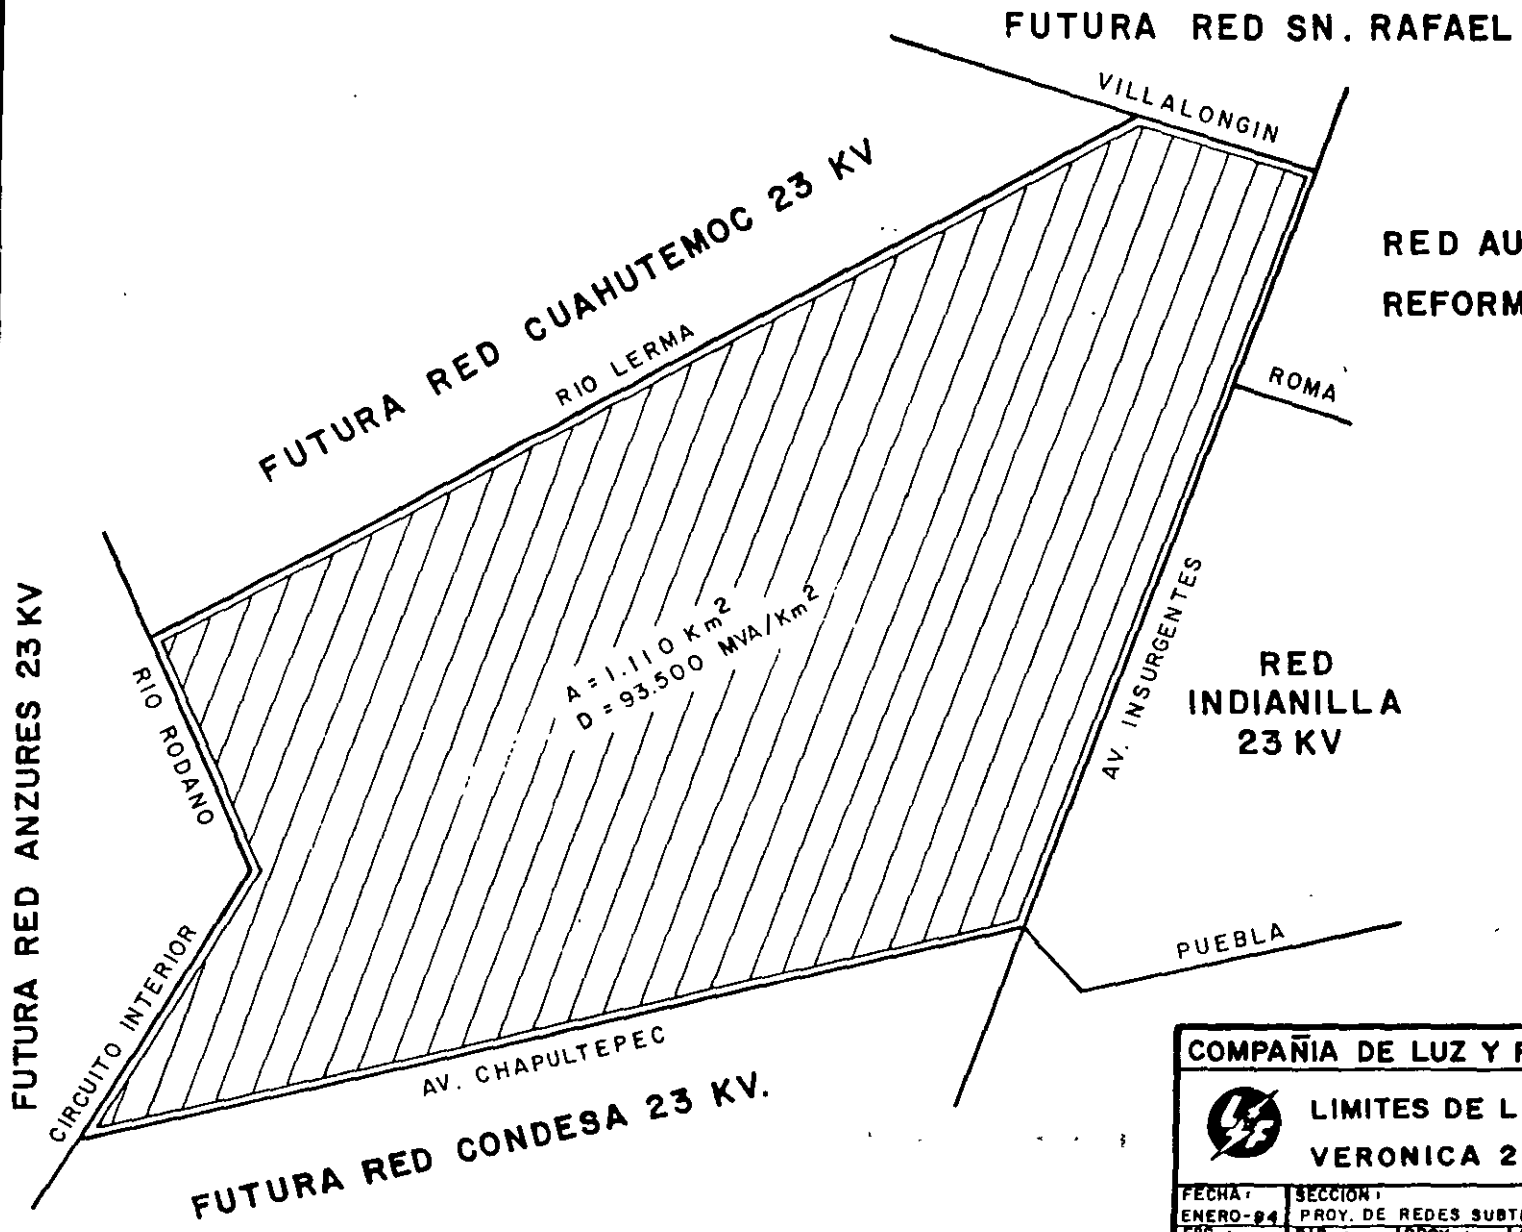 FUTURA RED SN. RAFAEL
VILLALONGIN
FUTURA RED CUAHUTEMOC 23 KV
RIO LERMA
RED AU
REFORM
ROMA
FUTURA RED ANZURES 23 KV
RIO RODANO
A = 1.110 Km²
D = 93.500 MVA/Km²
AV. INSURGENTES
RED
INDIANILLA
23 KV
CIRCUITO INTERIOR
PUEBLA
AV. CHAPULTEPEC
FUTURA RED CONDESA 23 KV.
COMPAÑIA DE LUZ Y F
LIMITES DE L
VERONICA 2
FECHA:
ENERO-94
SECCION:
PROY. DE REDES SUBT